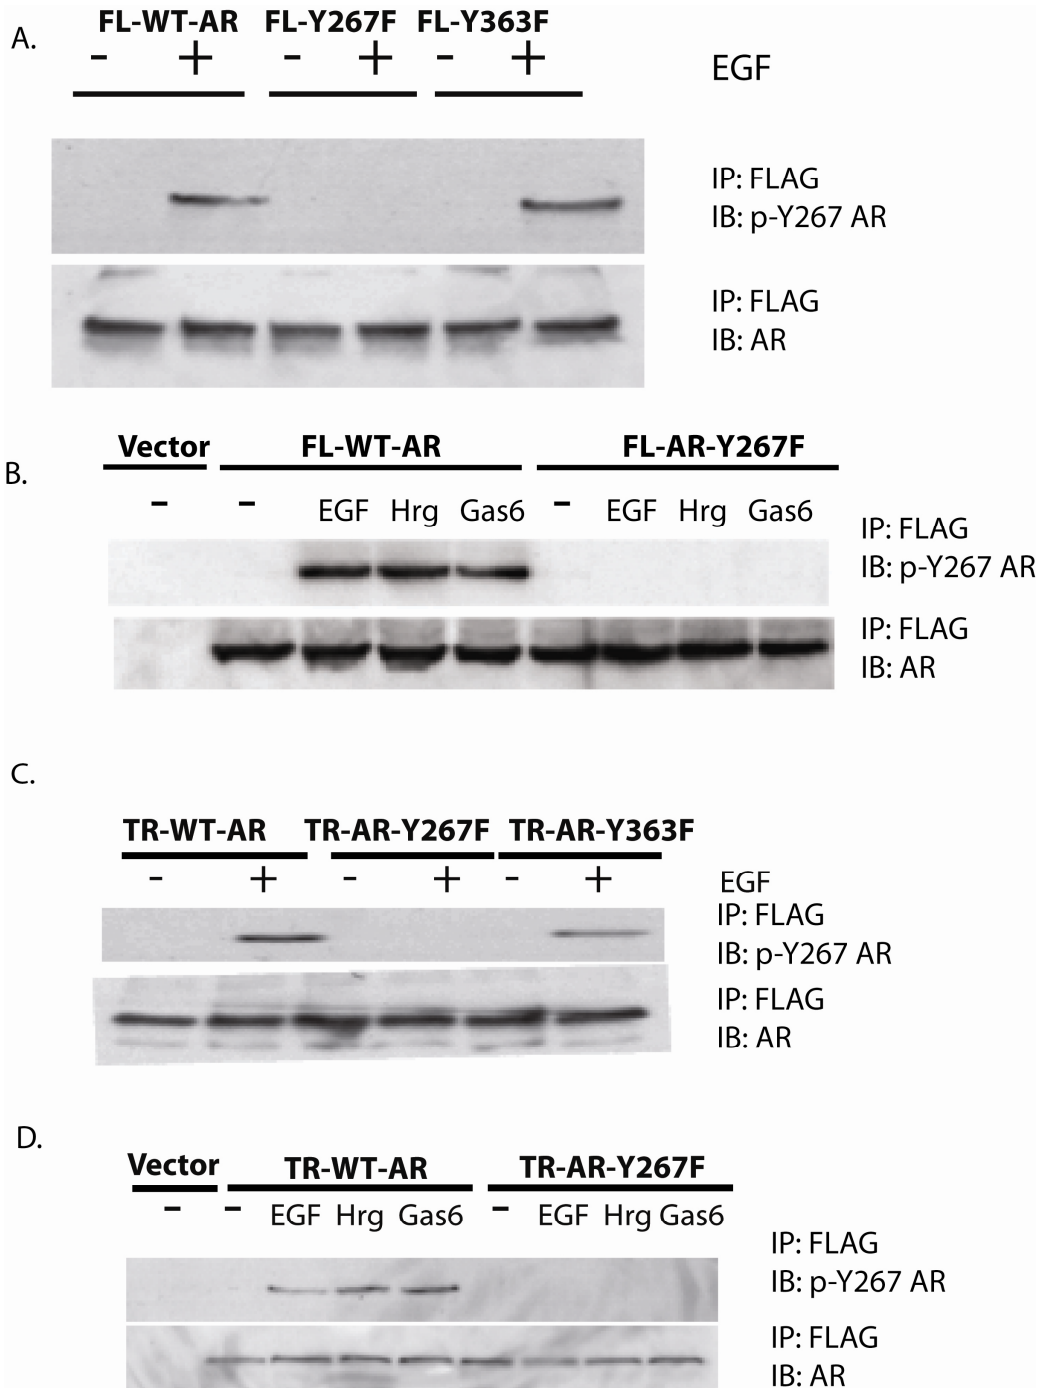 A.
FL-WT-AR FL-Y267F FL-Y363F
- + - + - + EGF
IP: FLAG
IB: p-Y267 AR
IP: FLAG
IB: AR
B.
Vector FL-WT-AR FL-AR-Y267F
- - EGF Hrg Gas6 - EGF Hrg Gas6
IP: FLAG
IB: p-Y267 AR
IP: FLAG
IB: AR
C.
TR-WT-AR TR-AR-Y267F TR-AR-Y363F
- + - + - + EGF
IP: FLAG
IB: p-Y267 AR
IP: FLAG
IB: AR
D.
Vector TR-WT-AR TR-AR-Y267F
- - EGF Hrg Gas6 - EGF Hrg Gas6
IP: FLAG
IB: p-Y267 AR
IP: FLAG
IB: AR